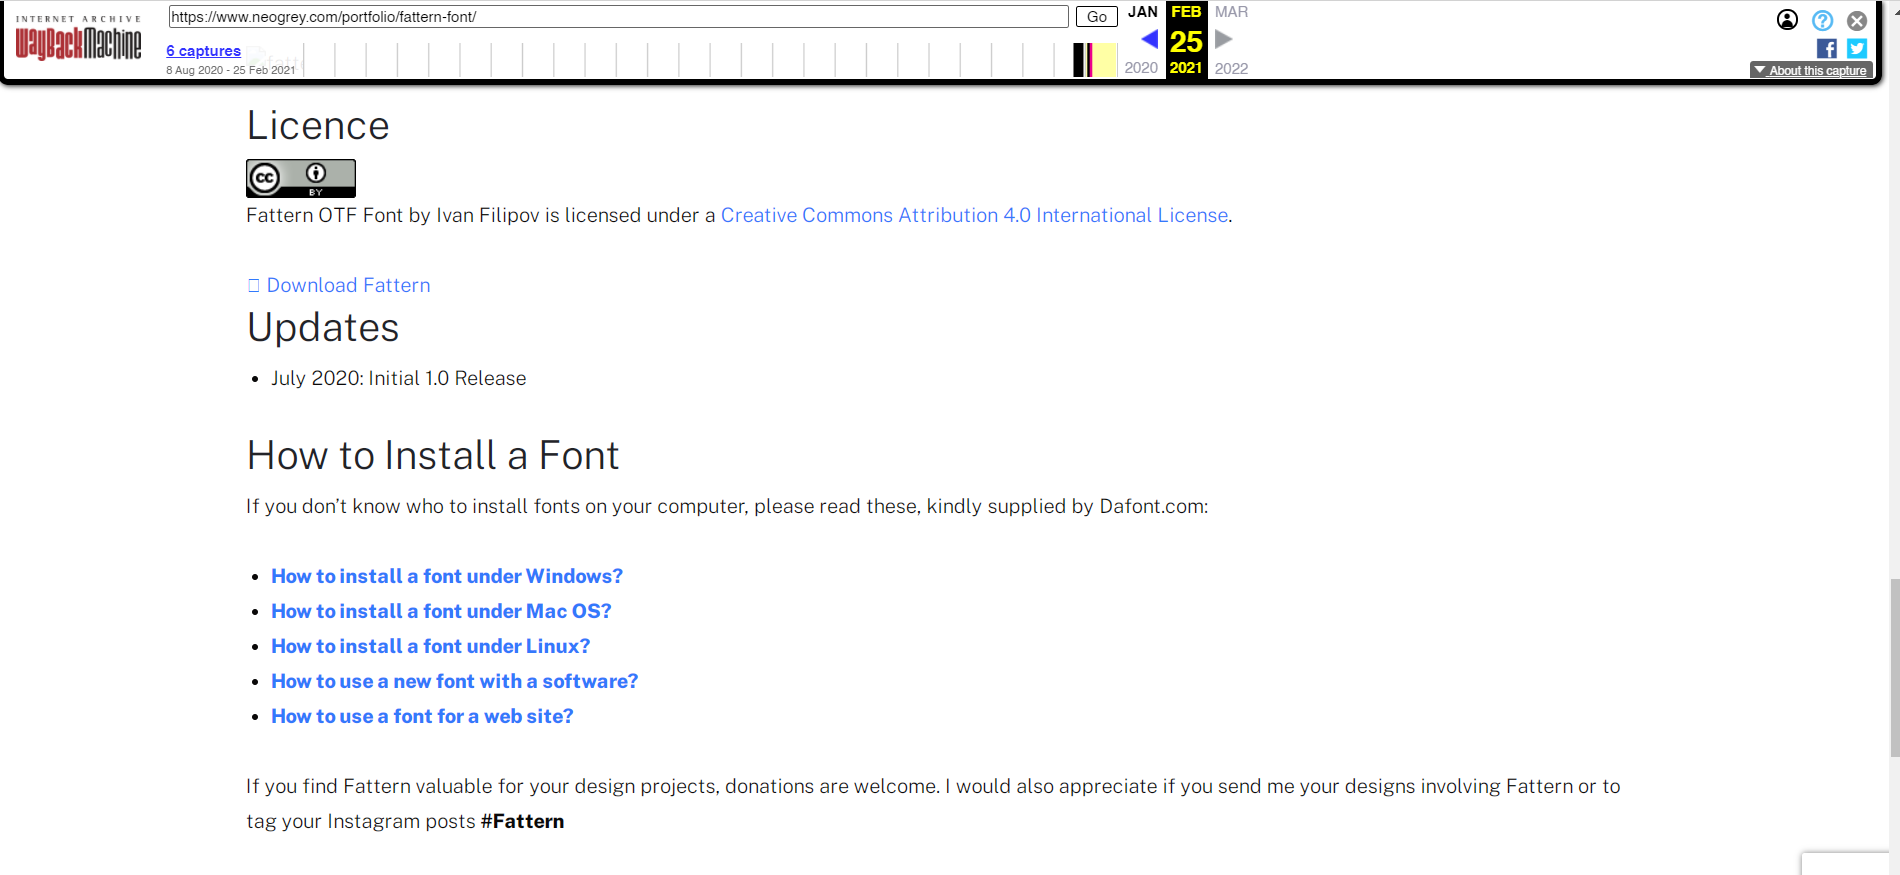 INTERNET ARCHIVE
WayBackMachine
https://www.neogrey.com/portfolio/fattern-font/
Go
JAN FEB MAR
6 captures
25
8 Aug 2020 - 25 Feb 2021
2020 2021 2022
About this capture
Licence
cc
BY
Fattern OTF Font by Ivan Filipov is licensed under a Creative Commons Attribution 4.0 International License.
Download Fattern
Updates
• July 2020: Initial 1.0 Release
How to Install a Font
If you don’t know who to install fonts on your computer, please read these, kindly supplied by Dafont.com:
• How to install a font under Windows?
• How to install a font under Mac OS?
• How to install a font under Linux?
• How to use a new font with a software?
• How to use a font for a web site?
If you find Fattern valuable for your design projects, donations are welcome. I would also appreciate if you send me your designs involving Fattern or to
tag your Instagram posts #Fattern